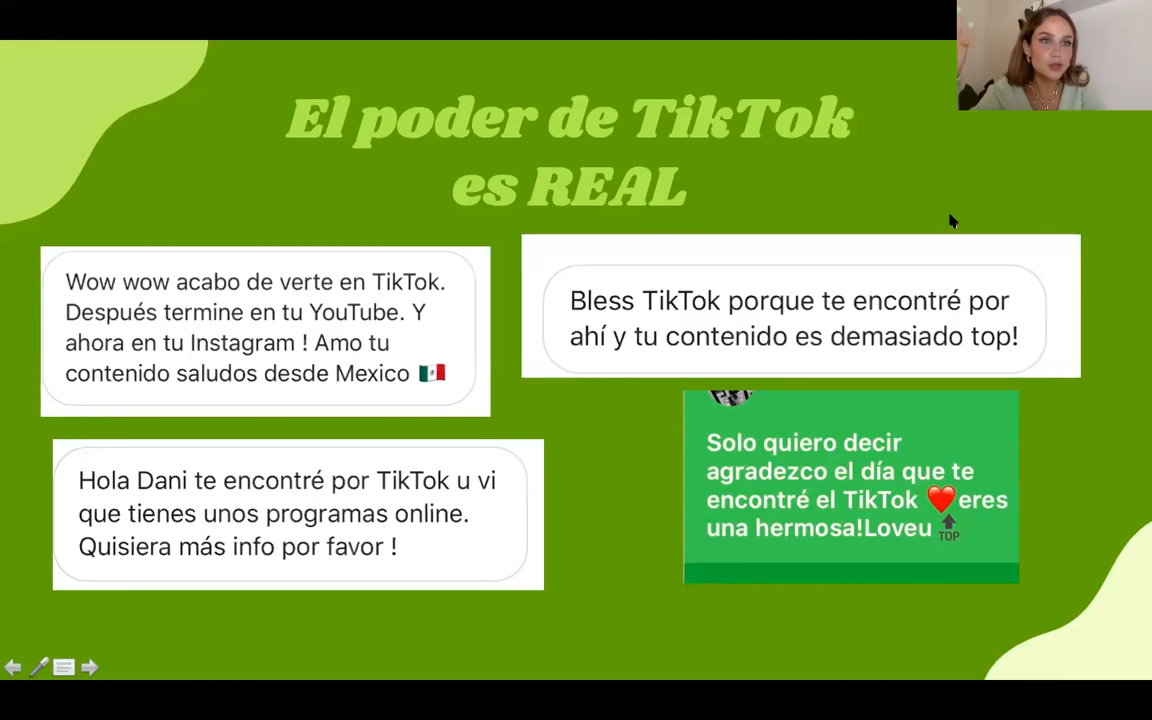 El poder de TikTok
es REAL
Wow wow acabo de verte en TikTok.
Después termine en tu YouTube. Y
ahora en tu Instagram ! Amo tu
contenido saludos desde Mexico 🇲🇽
Bless TikTok porque te encontré por
ahí y tu contenido es demasiado top!
Hola Dani te encontré por TikTok u vi
que tienes unos programas online.
Quisiera más info por favor !
Solo quiero decir
agradezco el día que te
encontré el TikTok ❤️eres
una hermosa!Loveu 🔝